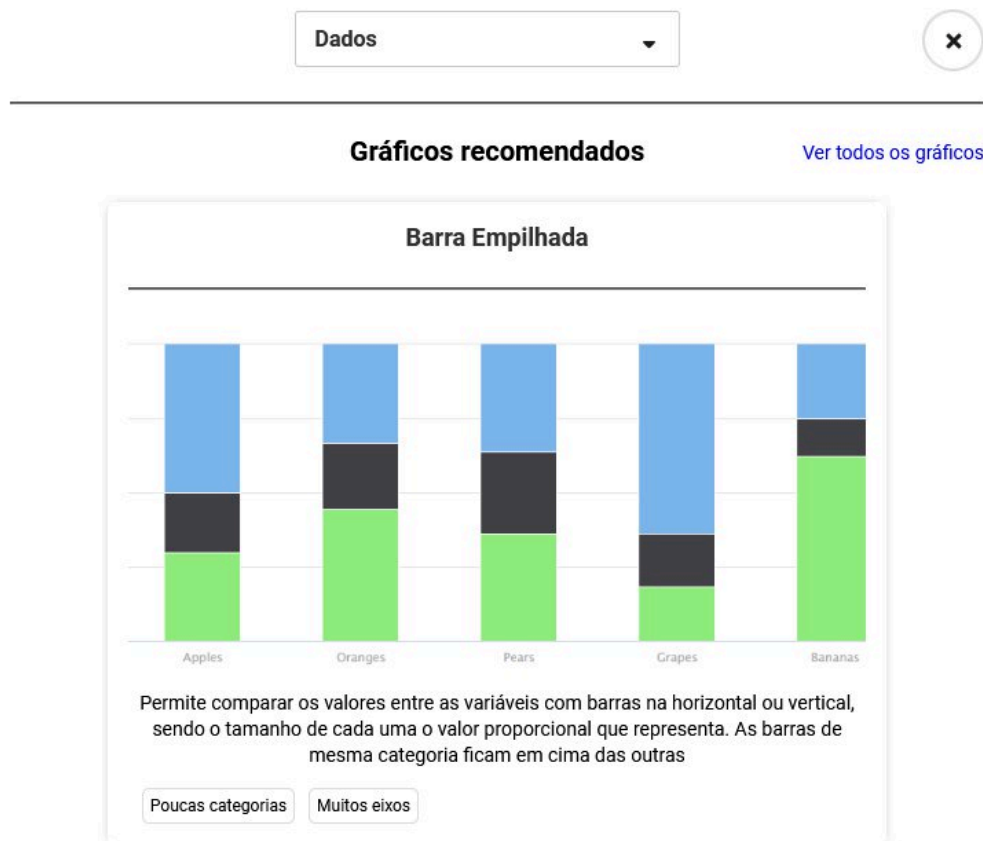 Dados
Gráficos recomendados
Ver todos os gráficos
Barra Empilhada
Apples Oranges Pears Grapes Bananas
Permite comparar os valores entre as variáveis com barras na horizontal ou vertical,
sendo o tamanho de cada uma o valor proporcional que representa. As barras de
mesma categoria ficam em cima das outras
Poucas categorias Muitos eixos